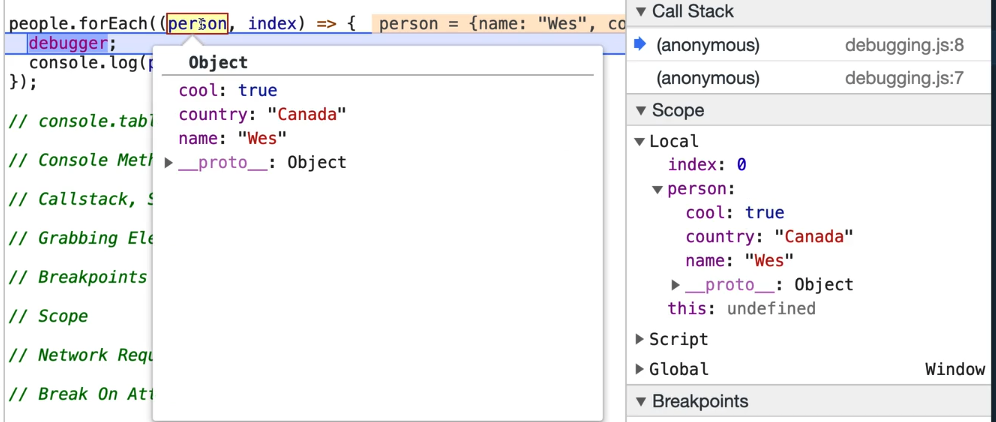 people.forEach((person, index) => { person = {name: "Wes", co
debugger;
console.log(
});
// console.tabl
// Console Meth
// Callstack, S
// Grabbing Ele
// Breakpoints
// Scope
// Network Requ
// Break On Att
Object
cool: true
country: "Canada"
name: "Wes"
__proto__: Object
Call Stack
(anonymous) debugging.js:8
(anonymous) debugging.js:7
Scope
Local
index: 0
person:
cool: true
country: "Canada"
name: "Wes"
__proto__: Object
this: undefined
Script
Global Window
Breakpoints